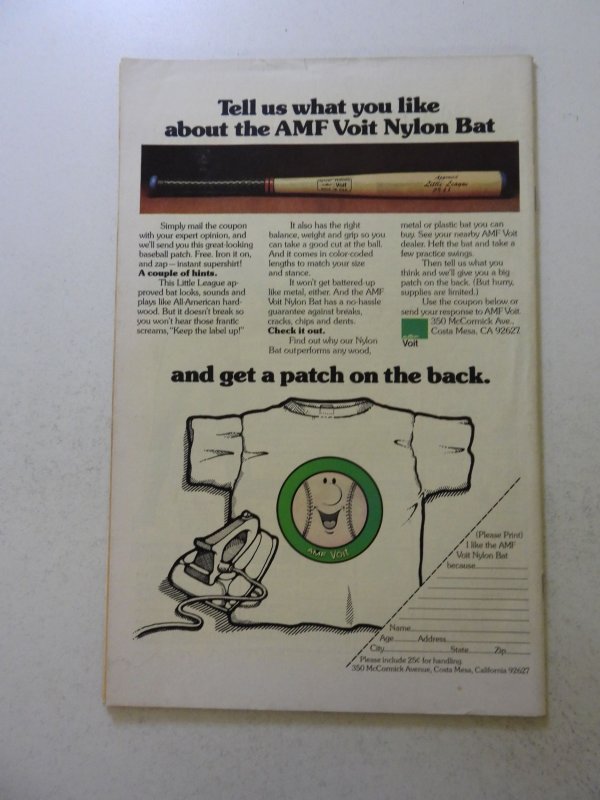 Tell us what you like
about the AMF Voit Nylon Bat
Voit
Approved
Little League
Simply mail the coupon
with your expert opinion, and
we'll send you this great-looking
baseball patch. Free. Iron it on,
and zap—instant supershirt!
A couple of hints.
This Little League ap-
proved bat looks, sounds and
plays like All-American hard-
wood. But it doesn't break so
you won't hear those frantic
screams, "Keep the label up!"
It also has the right
balance, weight and grip so you
can take a good cut at the ball.
And it comes in color-coded
lengths to match your size
and stance.
It won't get battered-up
like metal, either. And the AMF
Voit Nylon Bat has a no-hassle
guarantee against breaks,
cracks, chips and dents.
Check it out.
Find out why our Nylon
Bat outperforms any wood,
metal or plastic bat you can
buy. See your nearby AMF Voit
dealer. Heft the bat and take a
few practice swings.
Then tell us what you
think and we'll give you a big
patch on the back. (But hurry,
supplies are limited.)
Use the coupon below or
send your response to AMF Voit.
350 McCormick Ave.,
Costa Mesa, CA 92627.
Voit
and get a patch on the back.
AMF Voit
(Please Print)
I like the AMF
Voit Nylon Bat
because
Name
Age Address
City State Zip
Please include 25¢ for handling
350 McCormick Avenue, Costa Mesa, California 92627